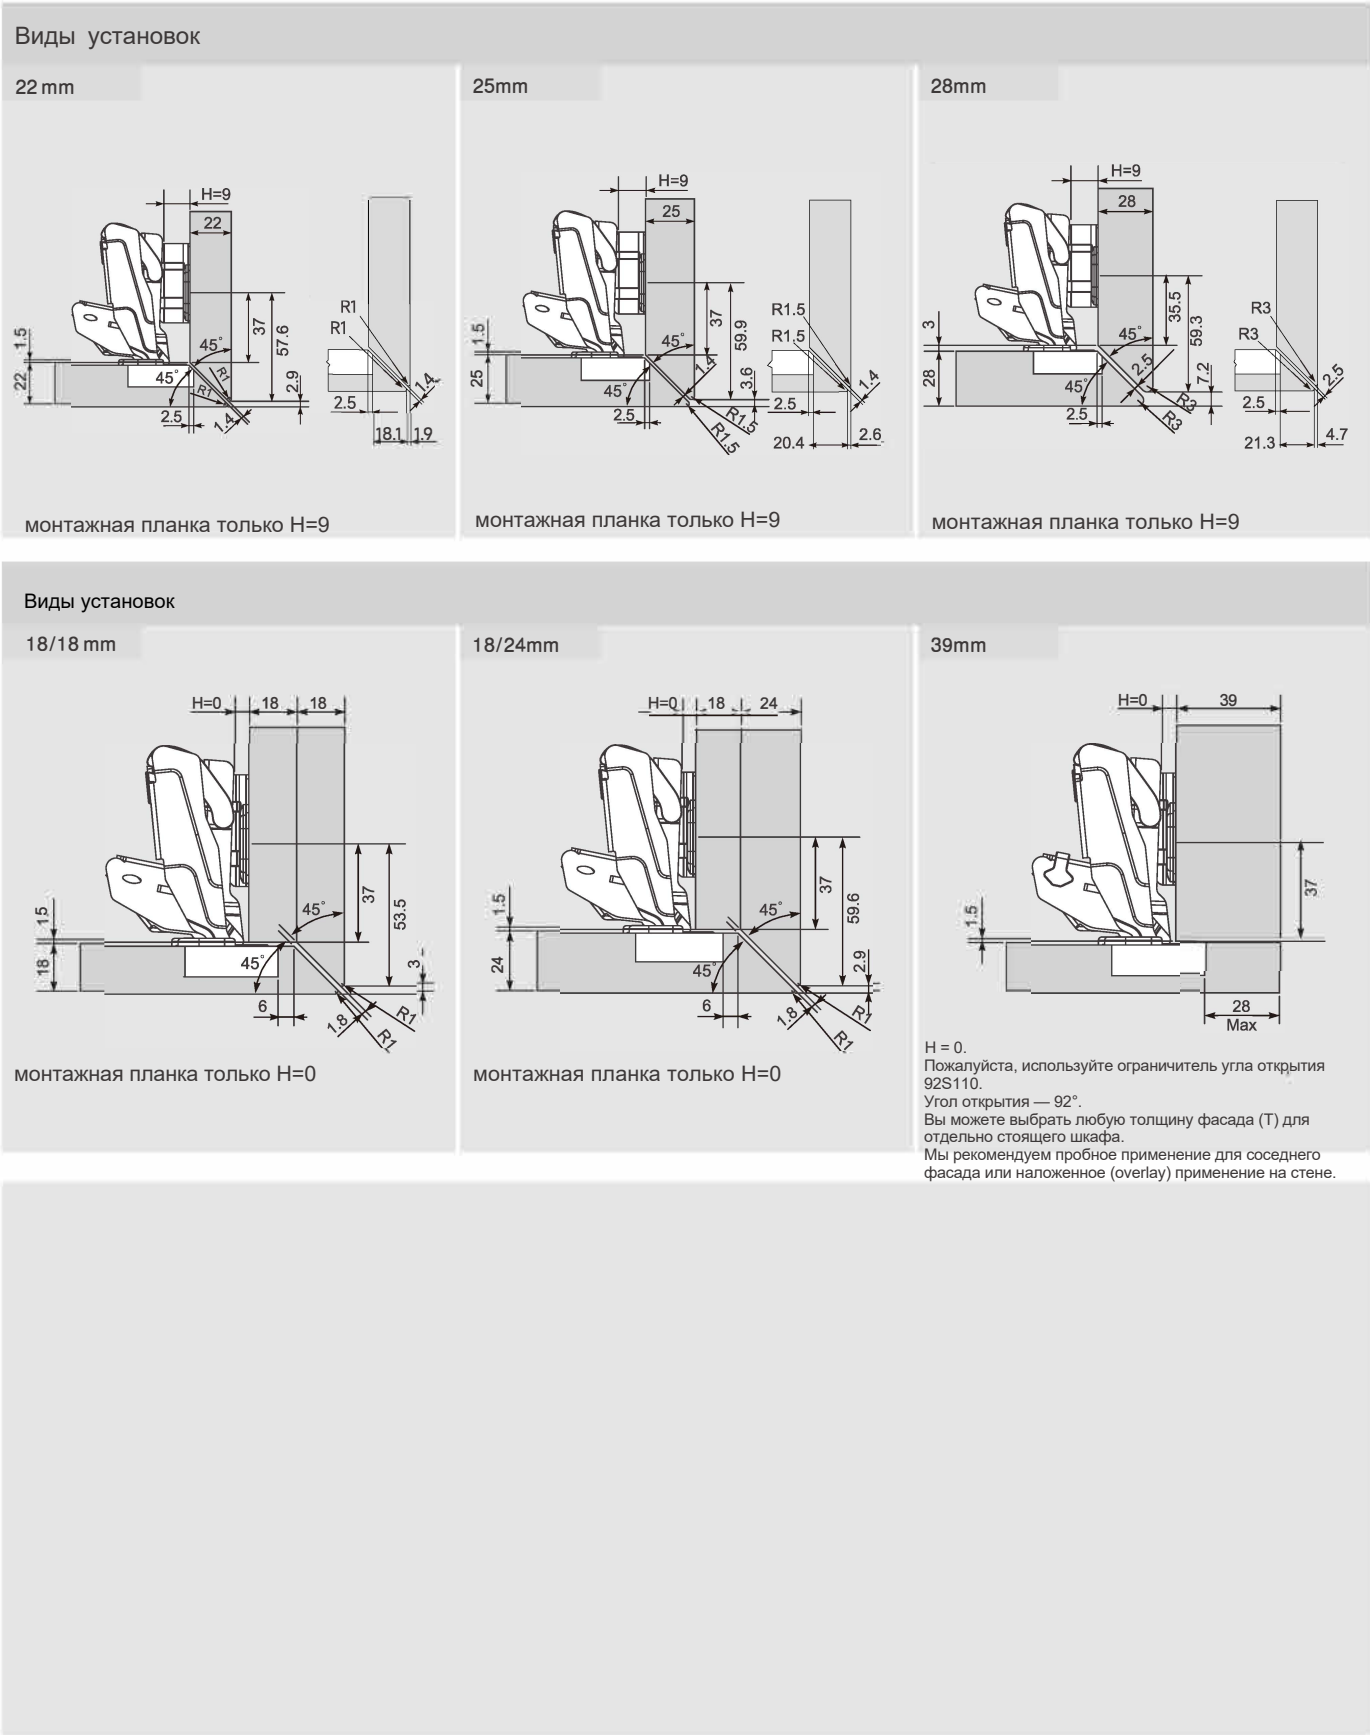 Виды установок
22 mm
H=9
22
37
57.6
1.5
22
45°
45°
R1
R1
2.9
2.5
1.4
R1
R1
2.5
1.4
18.1
1.9
монтажная планка только H=9
25mm
H=9
25
37
59.9
1.5
25
45°
45°
1.4
3.6
2.5
R1.5
R1.5
R1.5
R1.5
2.5
1.4
20.4
2.6
монтажная планка только H=9
28mm
H=9
28
35.5
59.3
3
28
45°
45°
2.5
7.2
2.5
R3
R3
R3
R3
2.5
2.5
21.3
4.7
монтажная планка только H=9
Виды установок
18/18 mm
H=0
18
18
37
53.5
15
18
45°
45°
3
6
1.8
R1
R1
монтажная планка только H=0
18/24mm
H=0
18
24
37
59.6
1.5
24
45°
45°
2.9
6
1.8
R1
R1
монтажная планка только H=0
39mm
H=0
39
37
1.5
28
Max
H = 0.
Пожалуйста, используйте ограничитель угла открытия
92S110.
Угол открытия — 92°.
Вы можете выбрать любую толщину фасада (T) для
отдельно стоящего шкафа.
Мы рекомендуем пробное применение для соседнего
фасада или наложенное (overlay) применение на стене.